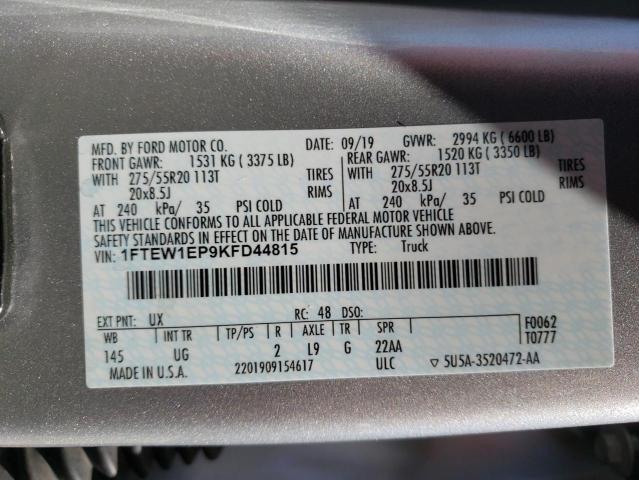 MFD. BY FORD MOTOR CO. DATE: 09/19 GVWR: 2994 KG ( 6600 LB)
FRONT GAWR: 1531 KG ( 3375 LB) REAR GAWR: 1520 KG ( 3350 LB)
WITH 275/55R20 113T TIRES WITH 275/55R20 113T TIRES
20x8.5J RIMS 20x8.5J RIMS
AT 240 kPa/ 35 PSI COLD AT 240 kPa/ 35 PSI COLD
THIS VEHICLE CONFORMS TO ALL APPLICABLE FEDERAL MOTOR VEHICLE
SAFETY STANDARDS IN EFFECT ON THE DATE OF MANUFACTURE SHOWN ABOVE.
VIN: 1FTEW1EP9KFD44815 TYPE: Truck
EXT PNT: UX RC: 48 DSO: F0062
WB INT TR TP/PS R AXLE TR SPR T0777
145 UG 2 L9 G 22AA
MADE IN U.S.A. 2201909154617 ULC ▽ 5U5A-3520472-AA